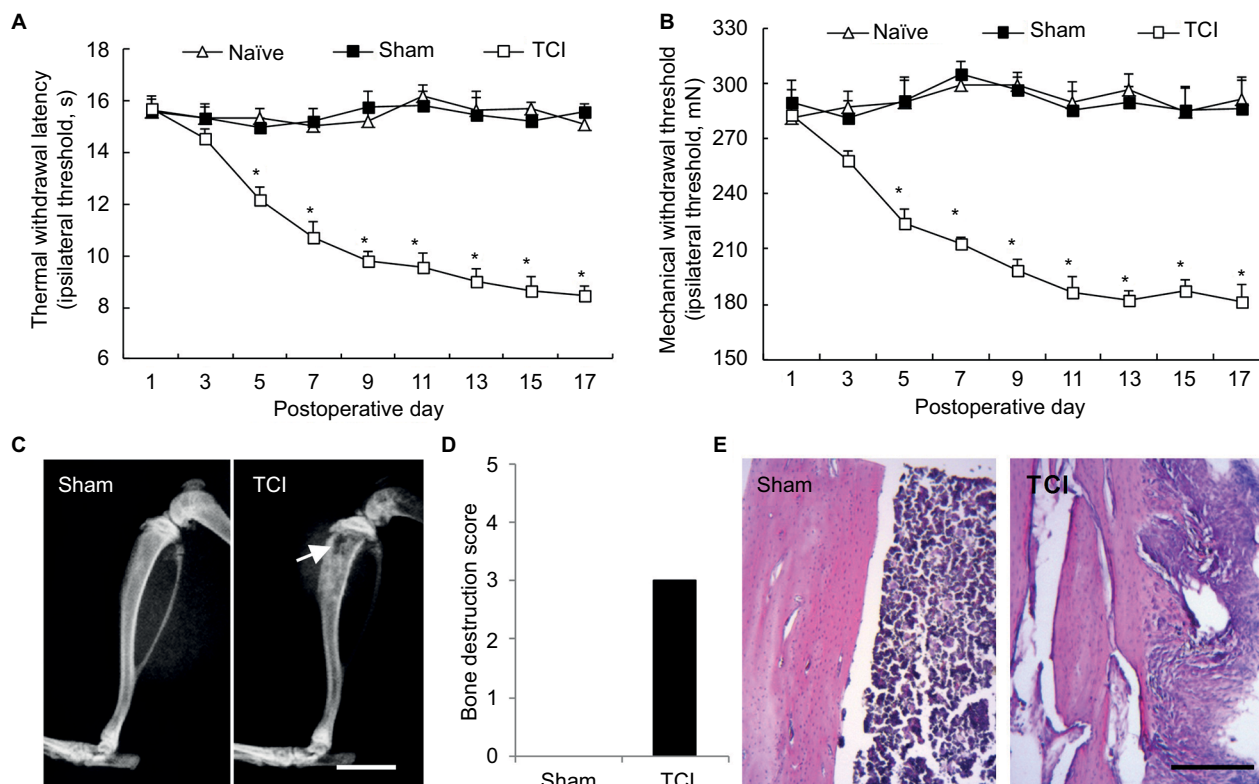 A
Naïve Sham TCI
Thermal withdrawal latency
(ipsilateral threshold, s)
18
16
14
12
10
8
6
* * * * * * *
1 3 5 7 9 11 13 15 17
Postoperative day
B
Naïve Sham TCI
Mechanical withdrawal threshold
(ipsilateral threshold, mN)
330
300
270
240
210
180
150
* * * * * * *
1 3 5 7 9 11 13 15 17
Postoperative day
C
Sham TCI
D
Bone destruction score
5
4
3
2
1
0
Sham TCI
E
Sham TCI